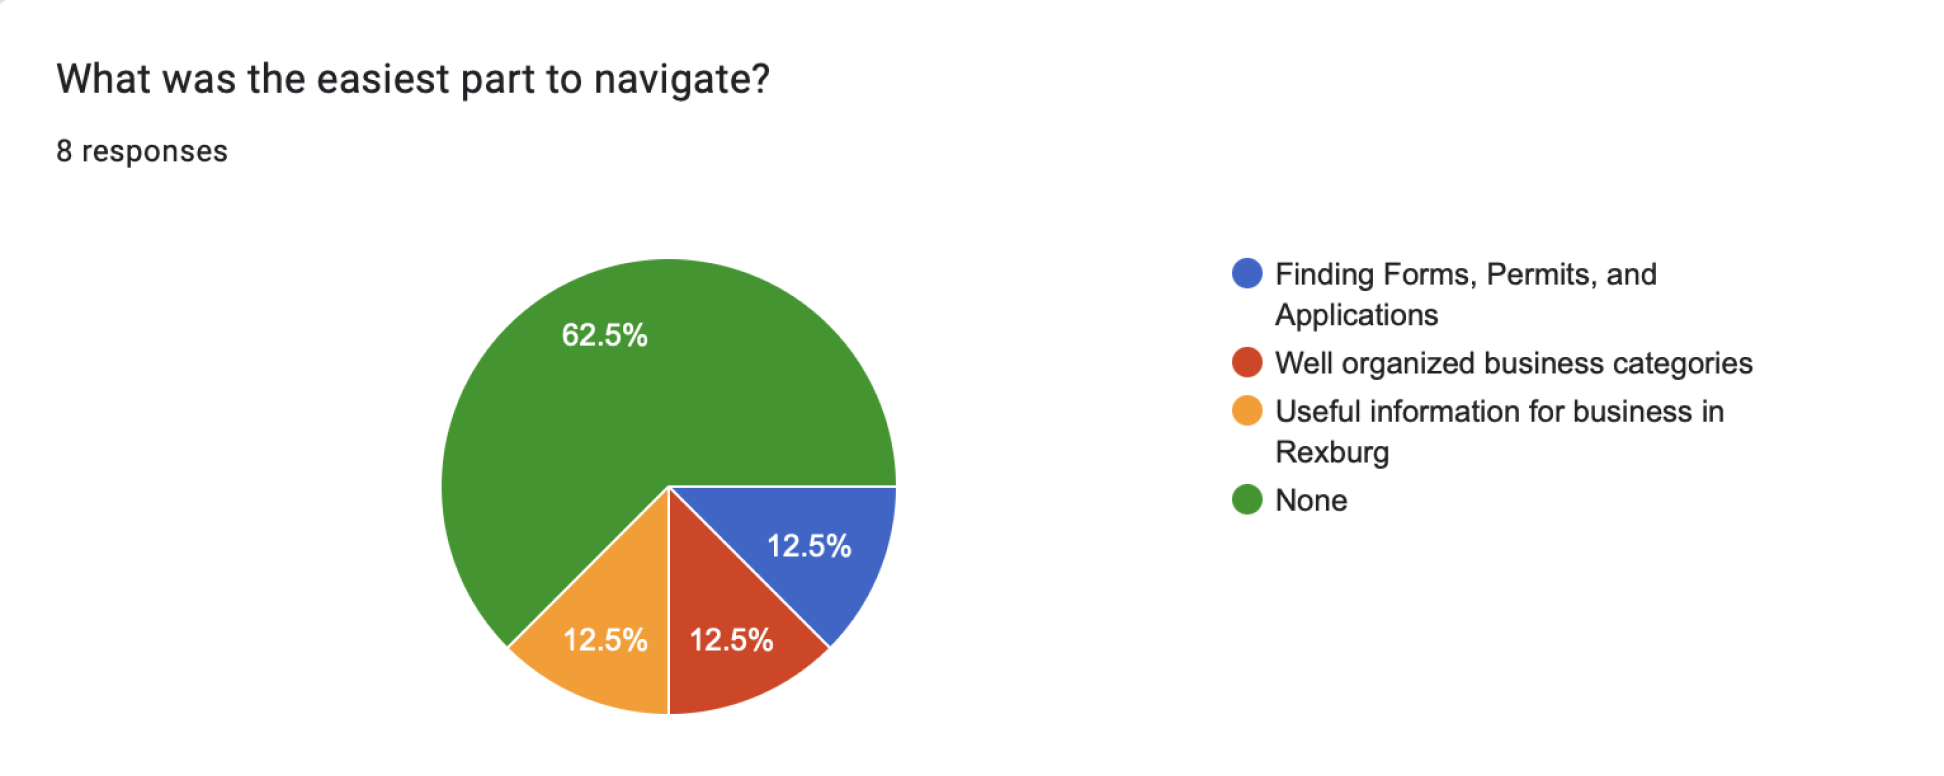 What was the easiest part to navigate?
8 responses
62.5%
12.5%
12.5%
12.5%
Finding Forms, Permits, and
Applications
Well organized business categories
Useful information for business in
Rexburg
None